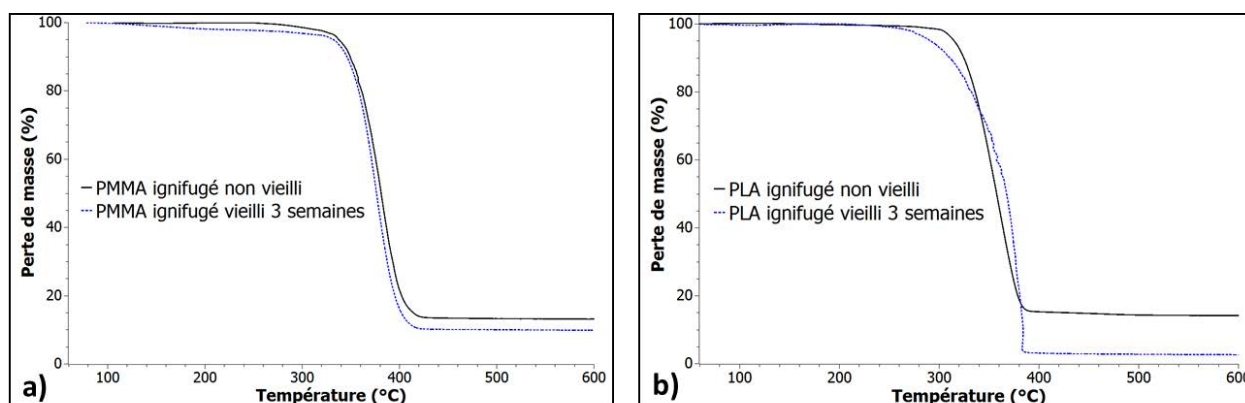 100
80
60
40
20
0
Perte de masse (%)
PMMA ignifugé non vieilli
PMMA ignifugé vieilli 3 semaines
100
200
300
400
500
600
Température (°C)
a)
100
80
60
40
20
0
Perte de masse (%)
PLA ignifugé non vieilli
PLA ignifugé vieilli 3 semaines
100
200
300
400
500
600
Température (°C)
b)